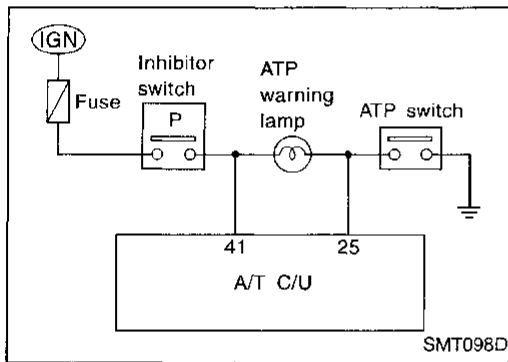 IGN
Fuse
Inhibitor
switch
P
ATP
warning
lamp
ATP switch
41
25
A/T C/U
SMT098D